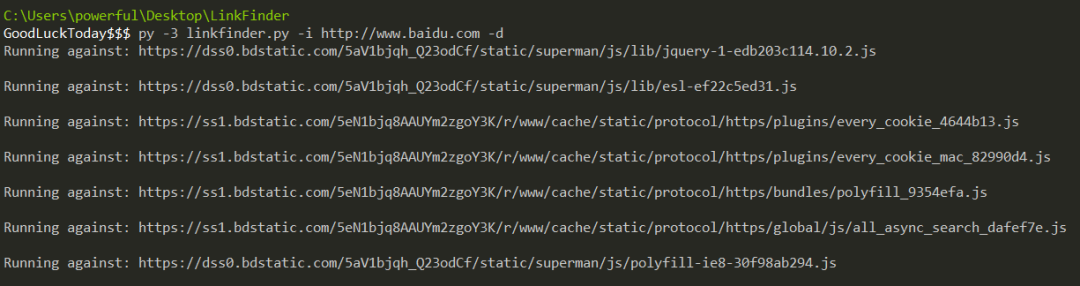 C:\Users\powerful\Desktop\LinkFinder
GoodLuckToday$$$ py -3 linkfinder.py -i http://www.baidu.com -d
Running against: https://dss0.bdstatic.com/5aV1bjqh_Q23odCf/static/superman/js/lib/jquery-1-edb203c114.10.2.js
Running against: https://dss0.bdstatic.com/5aV1bjqh_Q23odCf/static/superman/js/lib/esl-ef22c5ed31.js
Running against: https://ss1.bdstatic.com/5eN1bjq8AAUYm2zgoY3K/r/www/cache/static/protocol/https/plugins/every_cookie_4644b13.js
Running against: https://ss1.bdstatic.com/5eN1bjq8AAUYm2zgoY3K/r/www/cache/static/protocol/https/plugins/every_cookie_mac_82990d4.js
Running against: https://ss1.bdstatic.com/5eN1bjq8AAUYm2zgoY3K/r/www/cache/static/protocol/https/bundles/polyfill_9354efa.js
Running against: https://ss1.bdstatic.com/5eN1bjq8AAUYm2zgoY3K/r/www/cache/static/protocol/https/global/js/all_async_search_dafef7e.js
Running against: https://dss0.bdstatic.com/5aV1bjqh_Q23odCf/static/superman/js/polyfill-ie8-30f98ab294.js